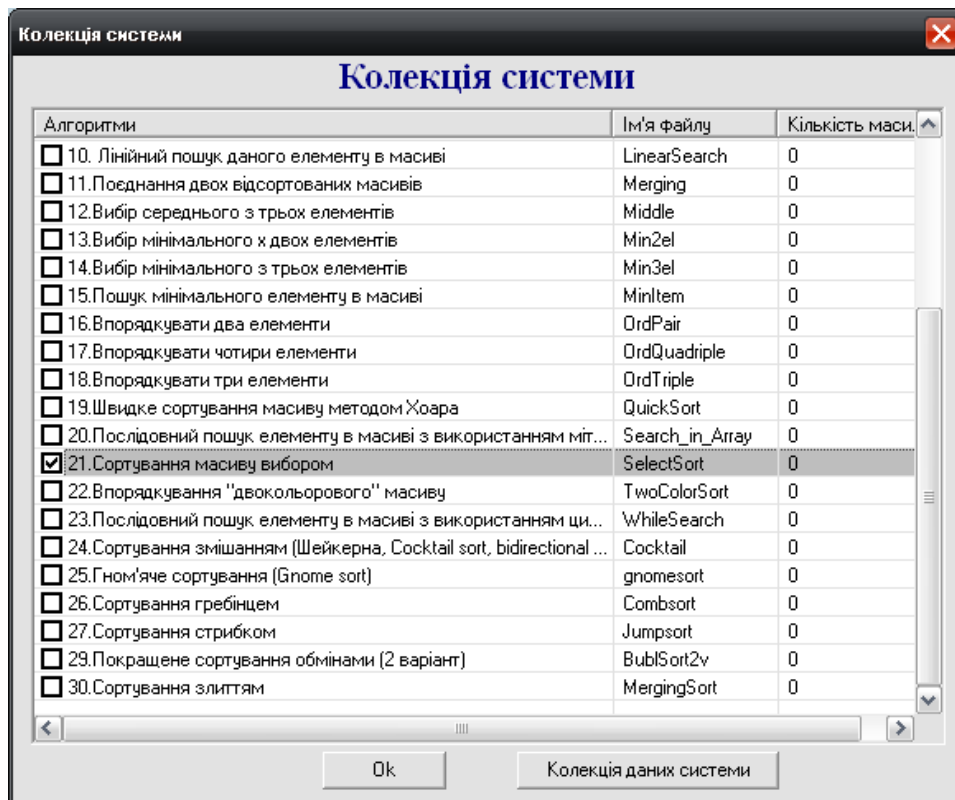 Колекція системи
Колекція системи
Алгоритми Ім'я файлу Кількість маси.
10. Лінійний пошук даного елементу в масиві LinearSearch 0
11.Поєднання двох відсортованих масивів Merging 0
12.Вибір середнього з трьох елементів Middle 0
13.Вибір мінімального х двох елементів Min2el 0
14.Вибір мінімального з трьох елементів Min3el 0
15.Пошук мінімального елементу в масиві MinItem 0
16.Впорядкувати два елементи OrdPair 0
17.Впорядкувати чотири елементи OrdQuadriple 0
18.Впорядкувати три елементи OrdTriple 0
19.Швидке сортування масиву методом Хоара QuickSort 0
20.Послідовний пошук елементу в масиві з використанням міт... Search_in_Array 0
21.Сортування масиву вибором SelectSort 0
22.Впорядкування "двокольорового" масиву TwoColorSort 0
23.Послідовний пошук елементу в масиві з використанням ци... WhileSearch 0
24.Сортування змішанням (Шейкерна, Cocktail sort, bidirectional ... Cocktail 0
25.Гном'яче сортування (Gnome sort) gnomesort 0
26.Сортування гребінцем Combsort 0
27.Сортування стрибком Jumpsort 0
29.Покращене сортування обмінами (2 варіант) BublSort2v 0
30.Сортування злиттям MergingSort 0
Ok Колекція даних системи